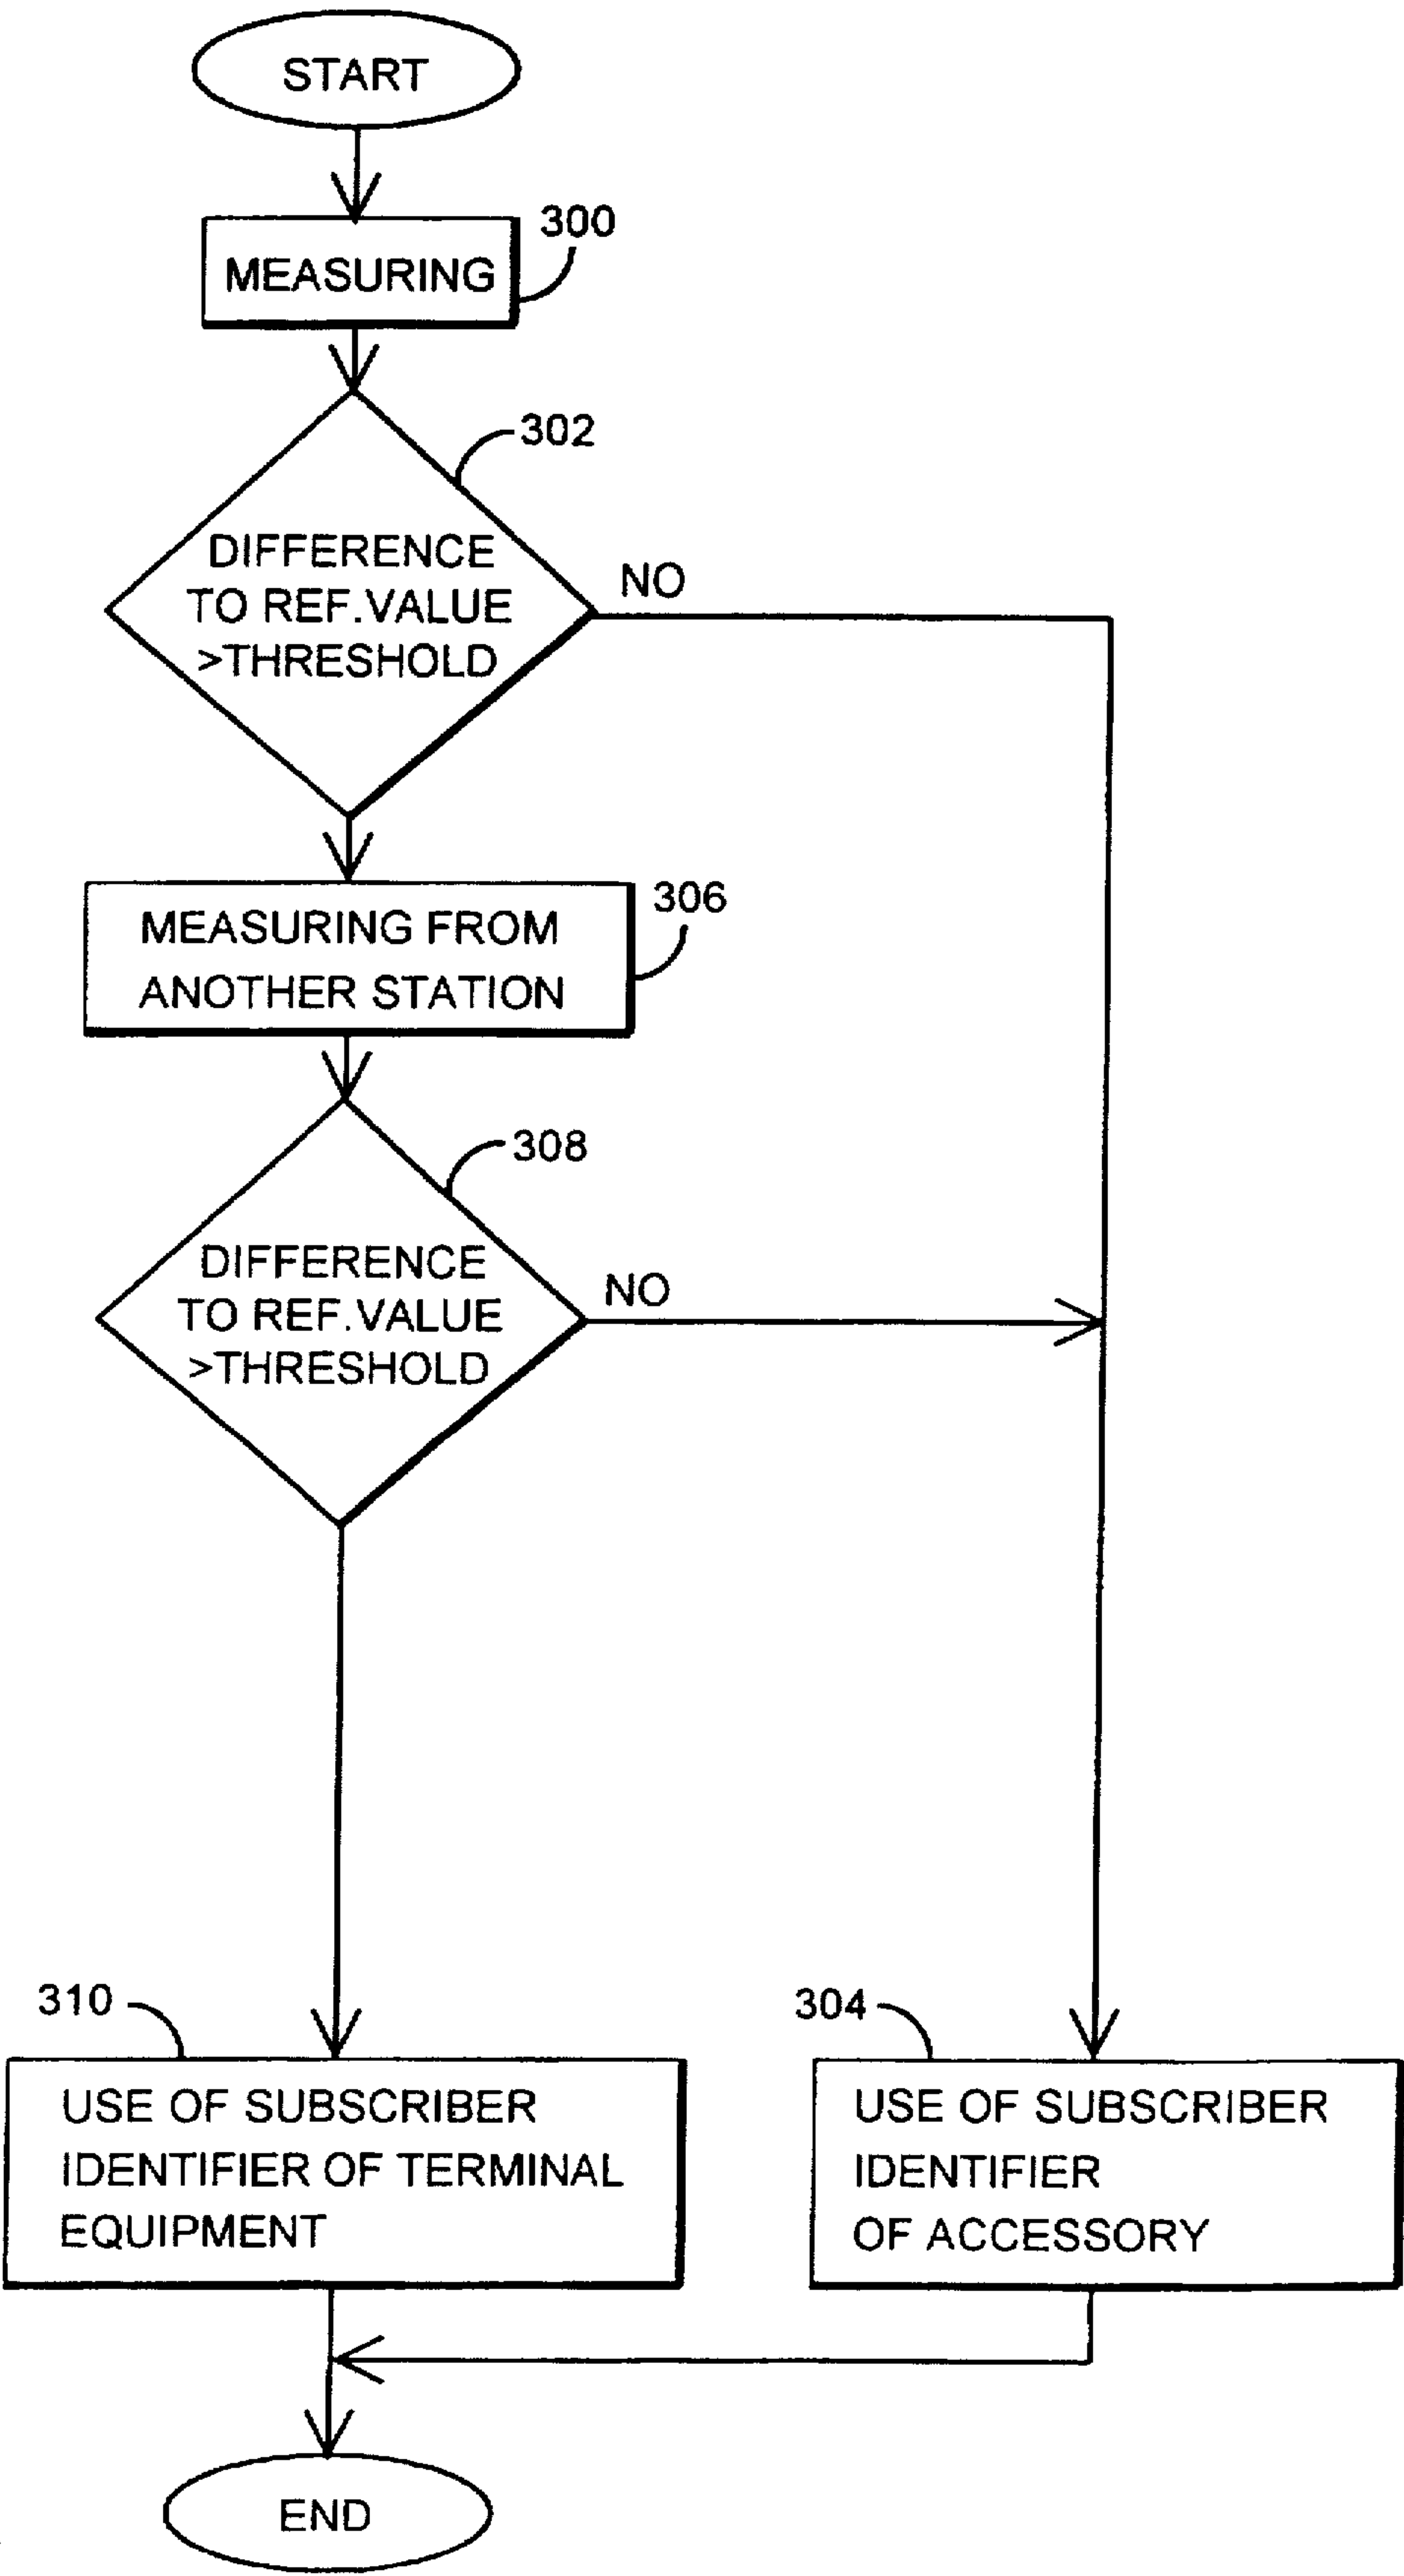 START
300
MEASURING
302
DIFFERENCE
TO REF.VALUE
>THRESHOLD
NO
306
MEASURING FROM
ANOTHER STATION
308
DIFFERENCE
TO REF.VALUE
>THRESHOLD
NO
310
USE OF SUBSCRIBER
IDENTIFIER OF TERMINAL
EQUIPMENT
304
USE OF SUBSCRIBER
IDENTIFIER
OF ACCESSORY
END